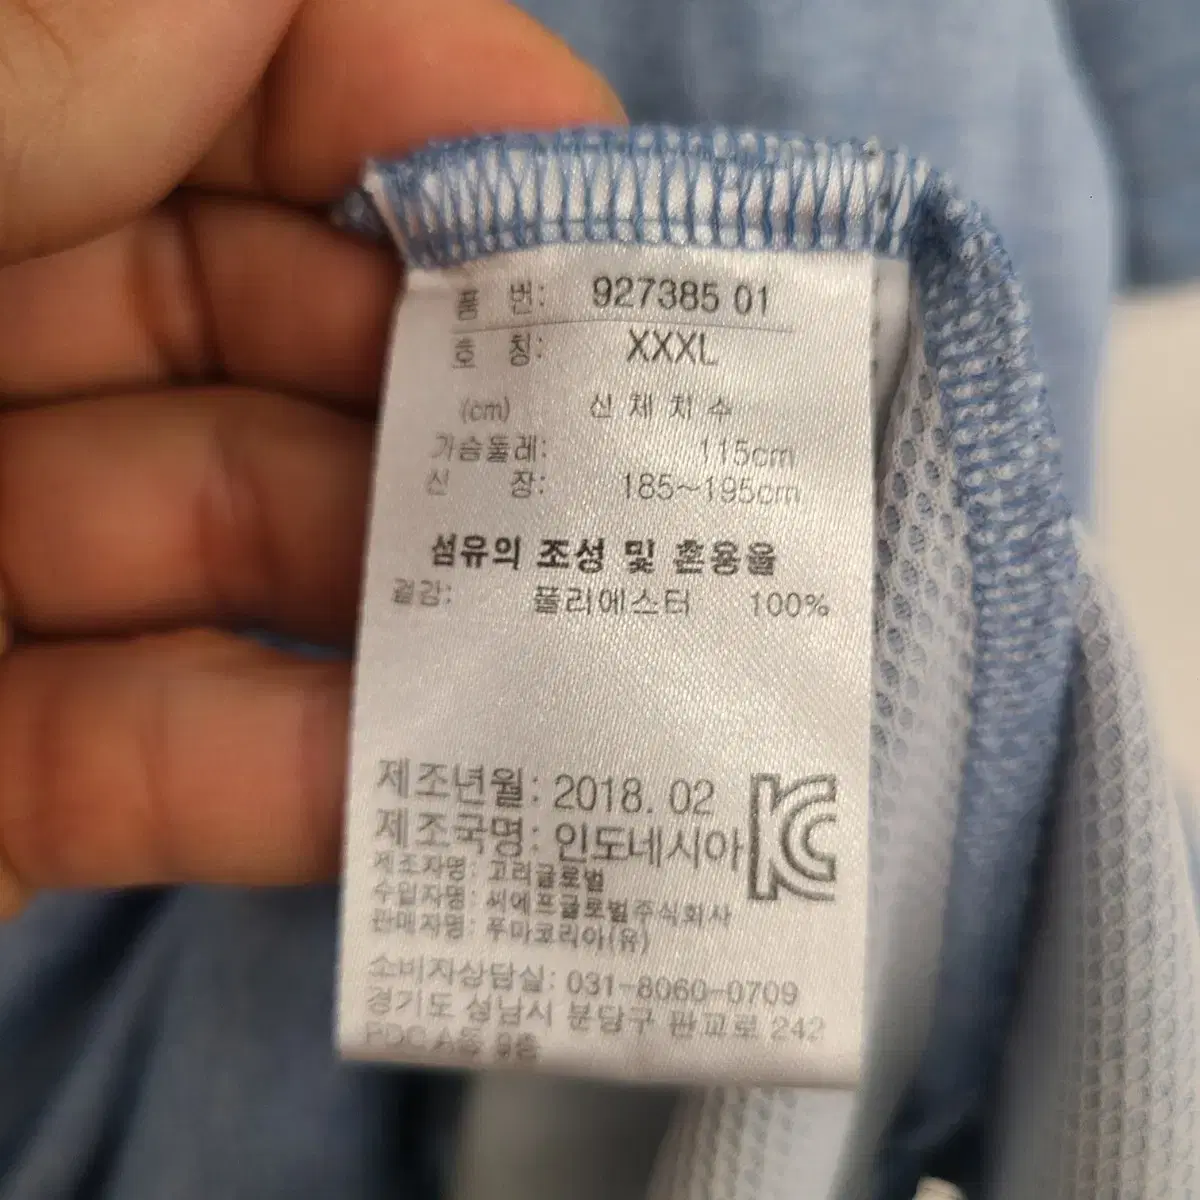 품 번: 927385 01
호 칭: XXXL
(cm) 신체치수
가슴둘레: 115cm
신 장: 185~195cm
섬유의 조성 및 혼용율
겉감: 폴리에스터 100%
제조년월: 2018. 02
제조국명: 인도네시아
제조자명: 고려글로벌
수입자명: 씨에프글로벌주식회사
판매자명: 푸마코리아(유)
소비자상담실: 031-8060-0709
경기도 성남시 분당구 판교로 242
PDC A동 9층
KC